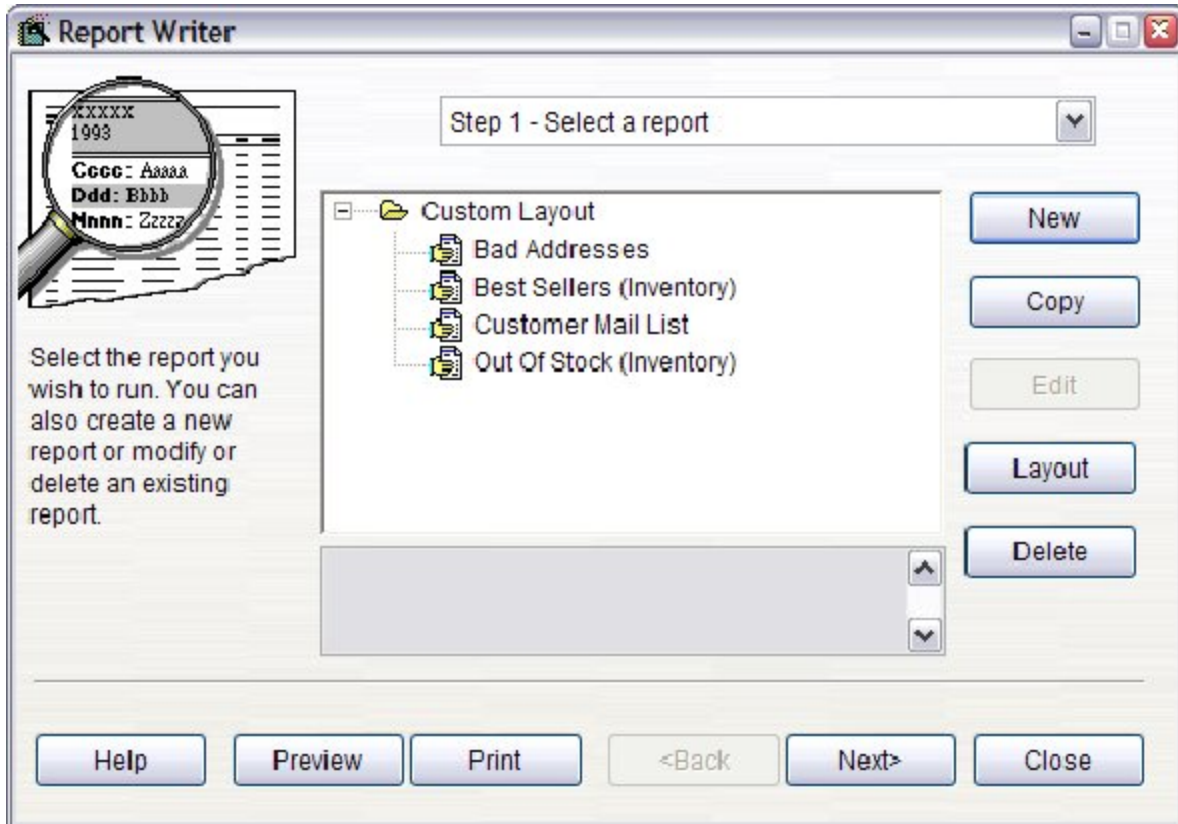 Report Writer
XXXXX
1993
Cccc: Aaaaa
Ddd: Bbbb
Nnnn: Zzzzz
Select the report you
wish to run. You can
also create a new
report or modify or
delete an existing
report.
Step 1 - Select a report
Custom Layout
Bad Addresses
Best Sellers (Inventory)
Customer Mail List
Out Of Stock (Inventory)
New
Copy
Edit
Layout
Delete
Help
Preview
Print
<Back
Next>
Close